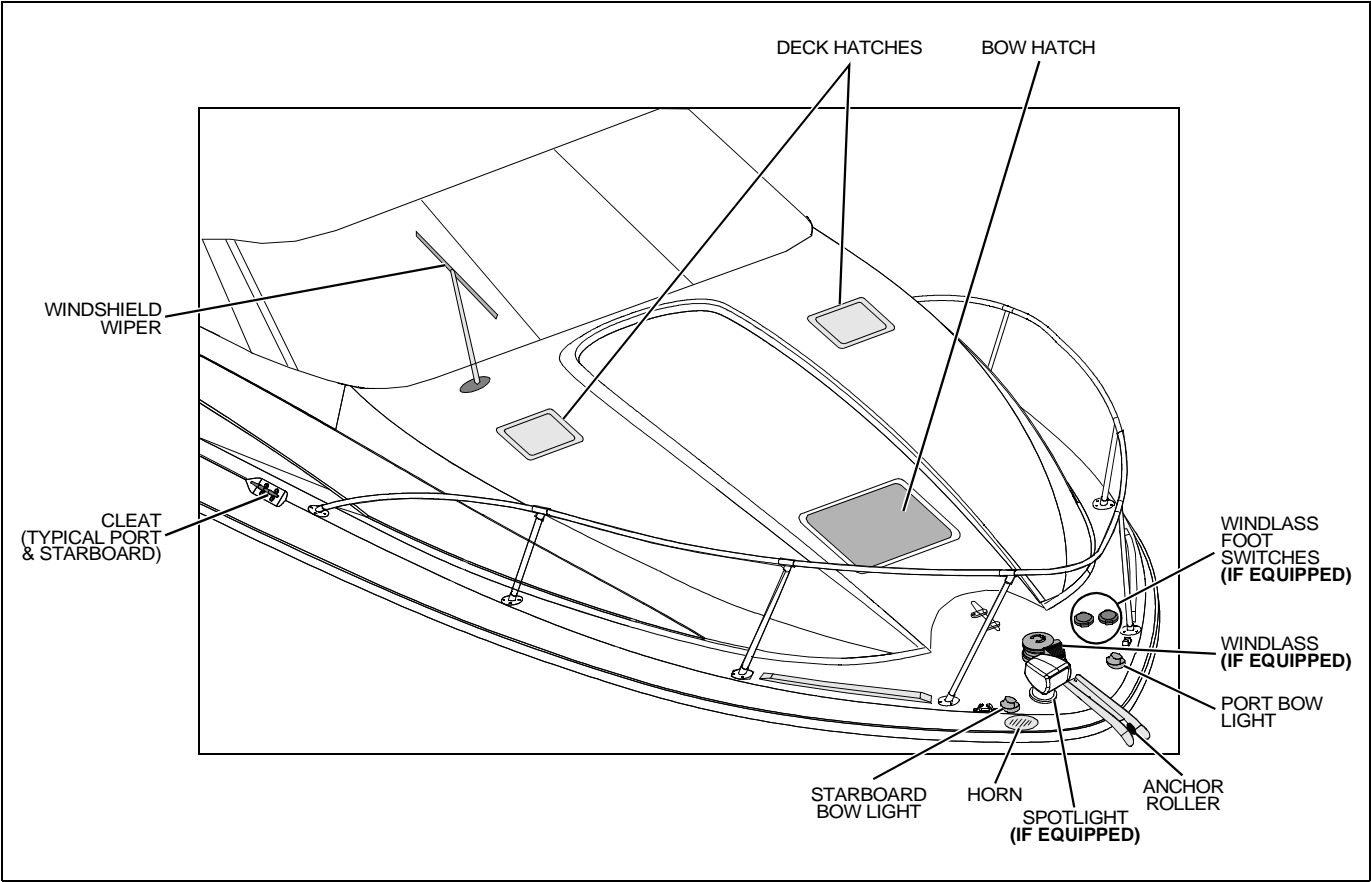 DECK HATCHES
BOW HATCH
WINDSHIELD
WIPER
CLEAT
(TYPICAL PORT
& STARBOARD)
WINDLASS
FOOT
SWITCHES
(IF EQUIPPED)
WINDLASS
(IF EQUIPPED)
PORT BOW
LIGHT
ANCHOR
ROLLER
STARBOARD
BOW LIGHT
HORN
SPOTLIGHT
(IF EQUIPPED)